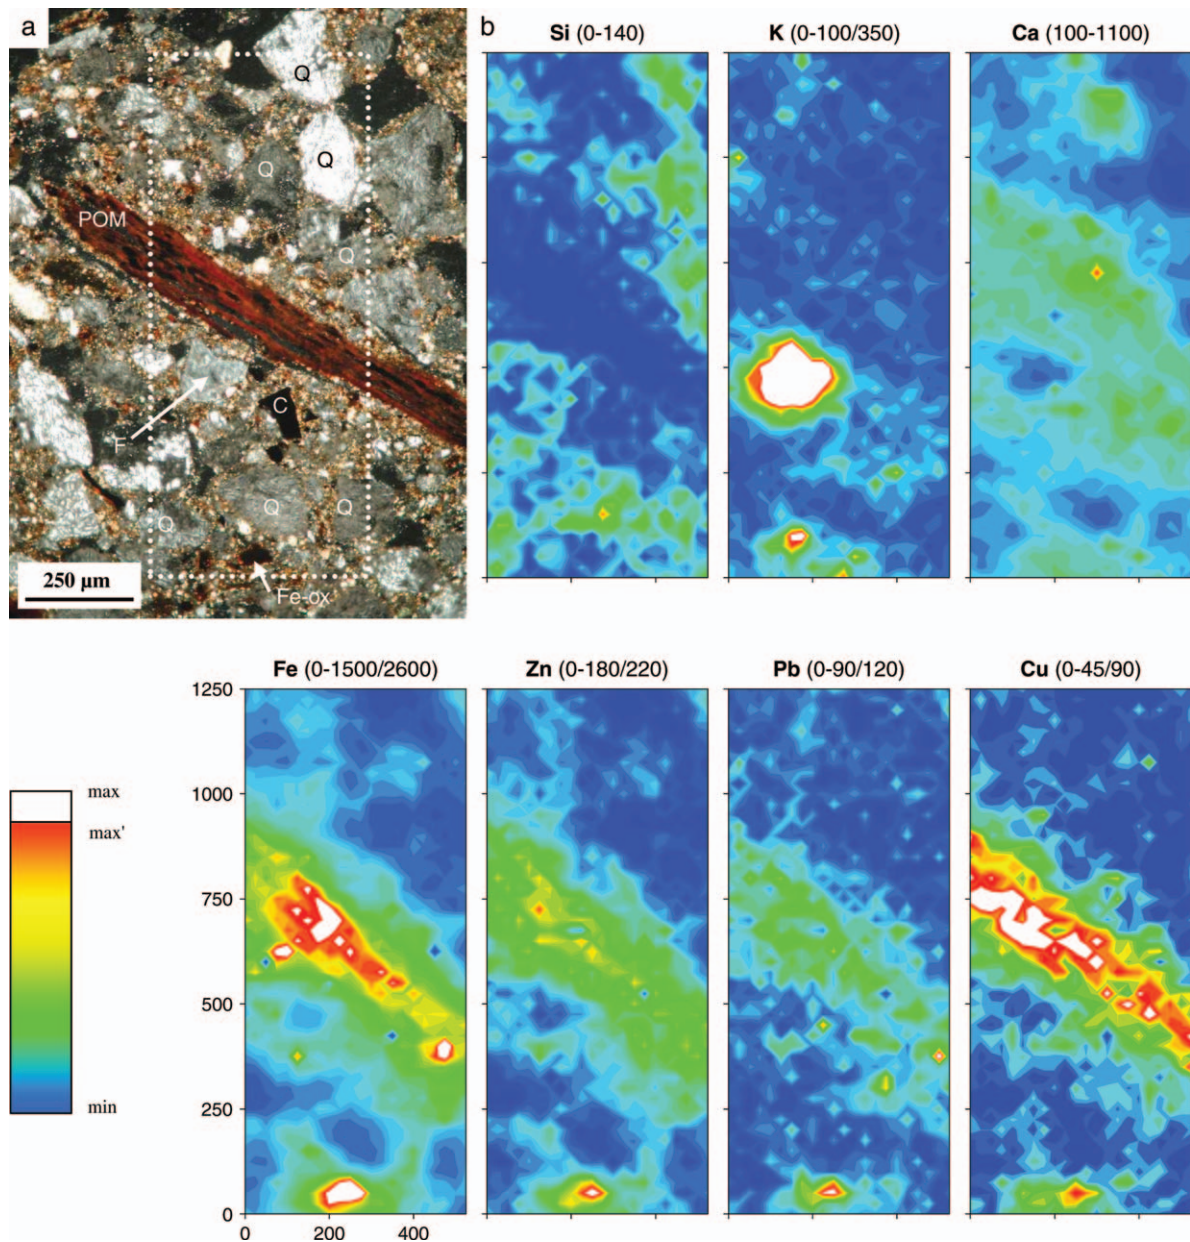 a
b
Si (0-140)
K (0-100/350)
Ca (100-1100)
Q
Q
Q
POM
Q
F
C
Q
Q
Q
250 µm
Fe-ox
Fe (0-1500/2600)
Zn (0-180/220)
Pb (0-90/120)
Cu (0-45/90)
1250
1000
750
500
250
0
0
200
400
max
max'
min